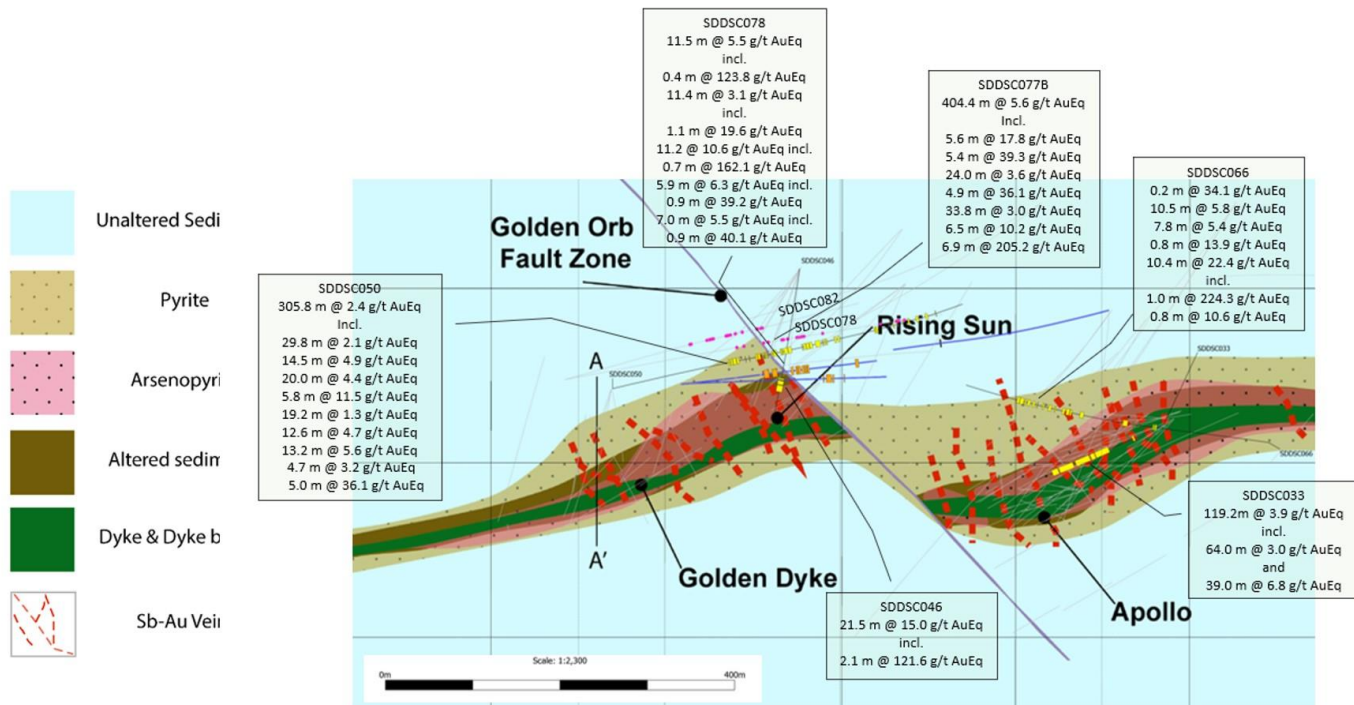 SDDSC078
11.5 m @ 5.5 g/t AuEq
incl.
0.4 m @ 123.8 g/t AuEq
11.4 m @ 3.1 g/t AuEq
incl.
1.1 m @ 19.6 g/t AuEq
11.2 @ 10.6 g/t AuEq incl.
0.7 m @ 162.1 g/t AuEq
5.9 m @ 6.3 g/t AuEq incl.
0.9 m @ 39.2 g/t AuEq
7.0 m @ 5.5 g/t AuEq incl.
0.9 m @ 40.1 g/t AuEq
SDDSC077B
404.4 m @ 5.6 g/t AuEq
Incl.
5.6 m @ 17.8 g/t AuEq
5.4 m @ 39.3 g/t AuEq
24.0 m @ 3.6 g/t AuEq
4.9 m @ 36.1 g/t AuEq
33.8 m @ 3.0 g/t AuEq
6.5 m @ 10.2 g/t AuEq
6.9 m @ 205.2 g/t AuEq
SDDSC066
0.2 m @ 34.1 g/t AuEq
10.5 m @ 5.8 g/t AuEq
7.8 m @ 5.4 g/t AuEq
0.8 m @ 13.9 g/t AuEq
10.4 m @ 22.4 g/t AuEq
incl.
1.0 m @ 224.3 g/t AuEq
0.8 m @ 10.6 g/t AuEq
Unaltered Sedi
Pyrite
Arsenopyri
Altered sedim
Dyke & Dyke b
Sb-Au Vei
Golden Orb
Fault Zone
SDDSC046
SDDSC082
SDDSC078
Rising Sun
SDDSC050
305.8 m @ 2.4 g/t AuEq
Incl.
29.8 m @ 2.1 g/t AuEq
14.5 m @ 4.9 g/t AuEq
20.0 m @ 4.4 g/t AuEq
5.8 m @ 11.5 g/t AuEq
19.2 m @ 1.3 g/t AuEq
12.6 m @ 4.7 g/t AuEq
13.2 m @ 5.6 g/t AuEq
4.7 m @ 3.2 g/t AuEq
5.0 m @ 36.1 g/t AuEq
A
SDDSC050
SDDSC033
SDDSC066
A'
Golden Dyke
Apollo
SDDSC033
119.2m @ 3.9 g/t AuEq
incl.
64.0 m @ 3.0 g/t AuEq
and
39.0 m @ 6.8 g/t AuEq
SDDSC046
21.5 m @ 15.0 g/t AuEq
incl.
2.1 m @ 121.6 g/t AuEq
Scale: 1:2,300
0m
400m